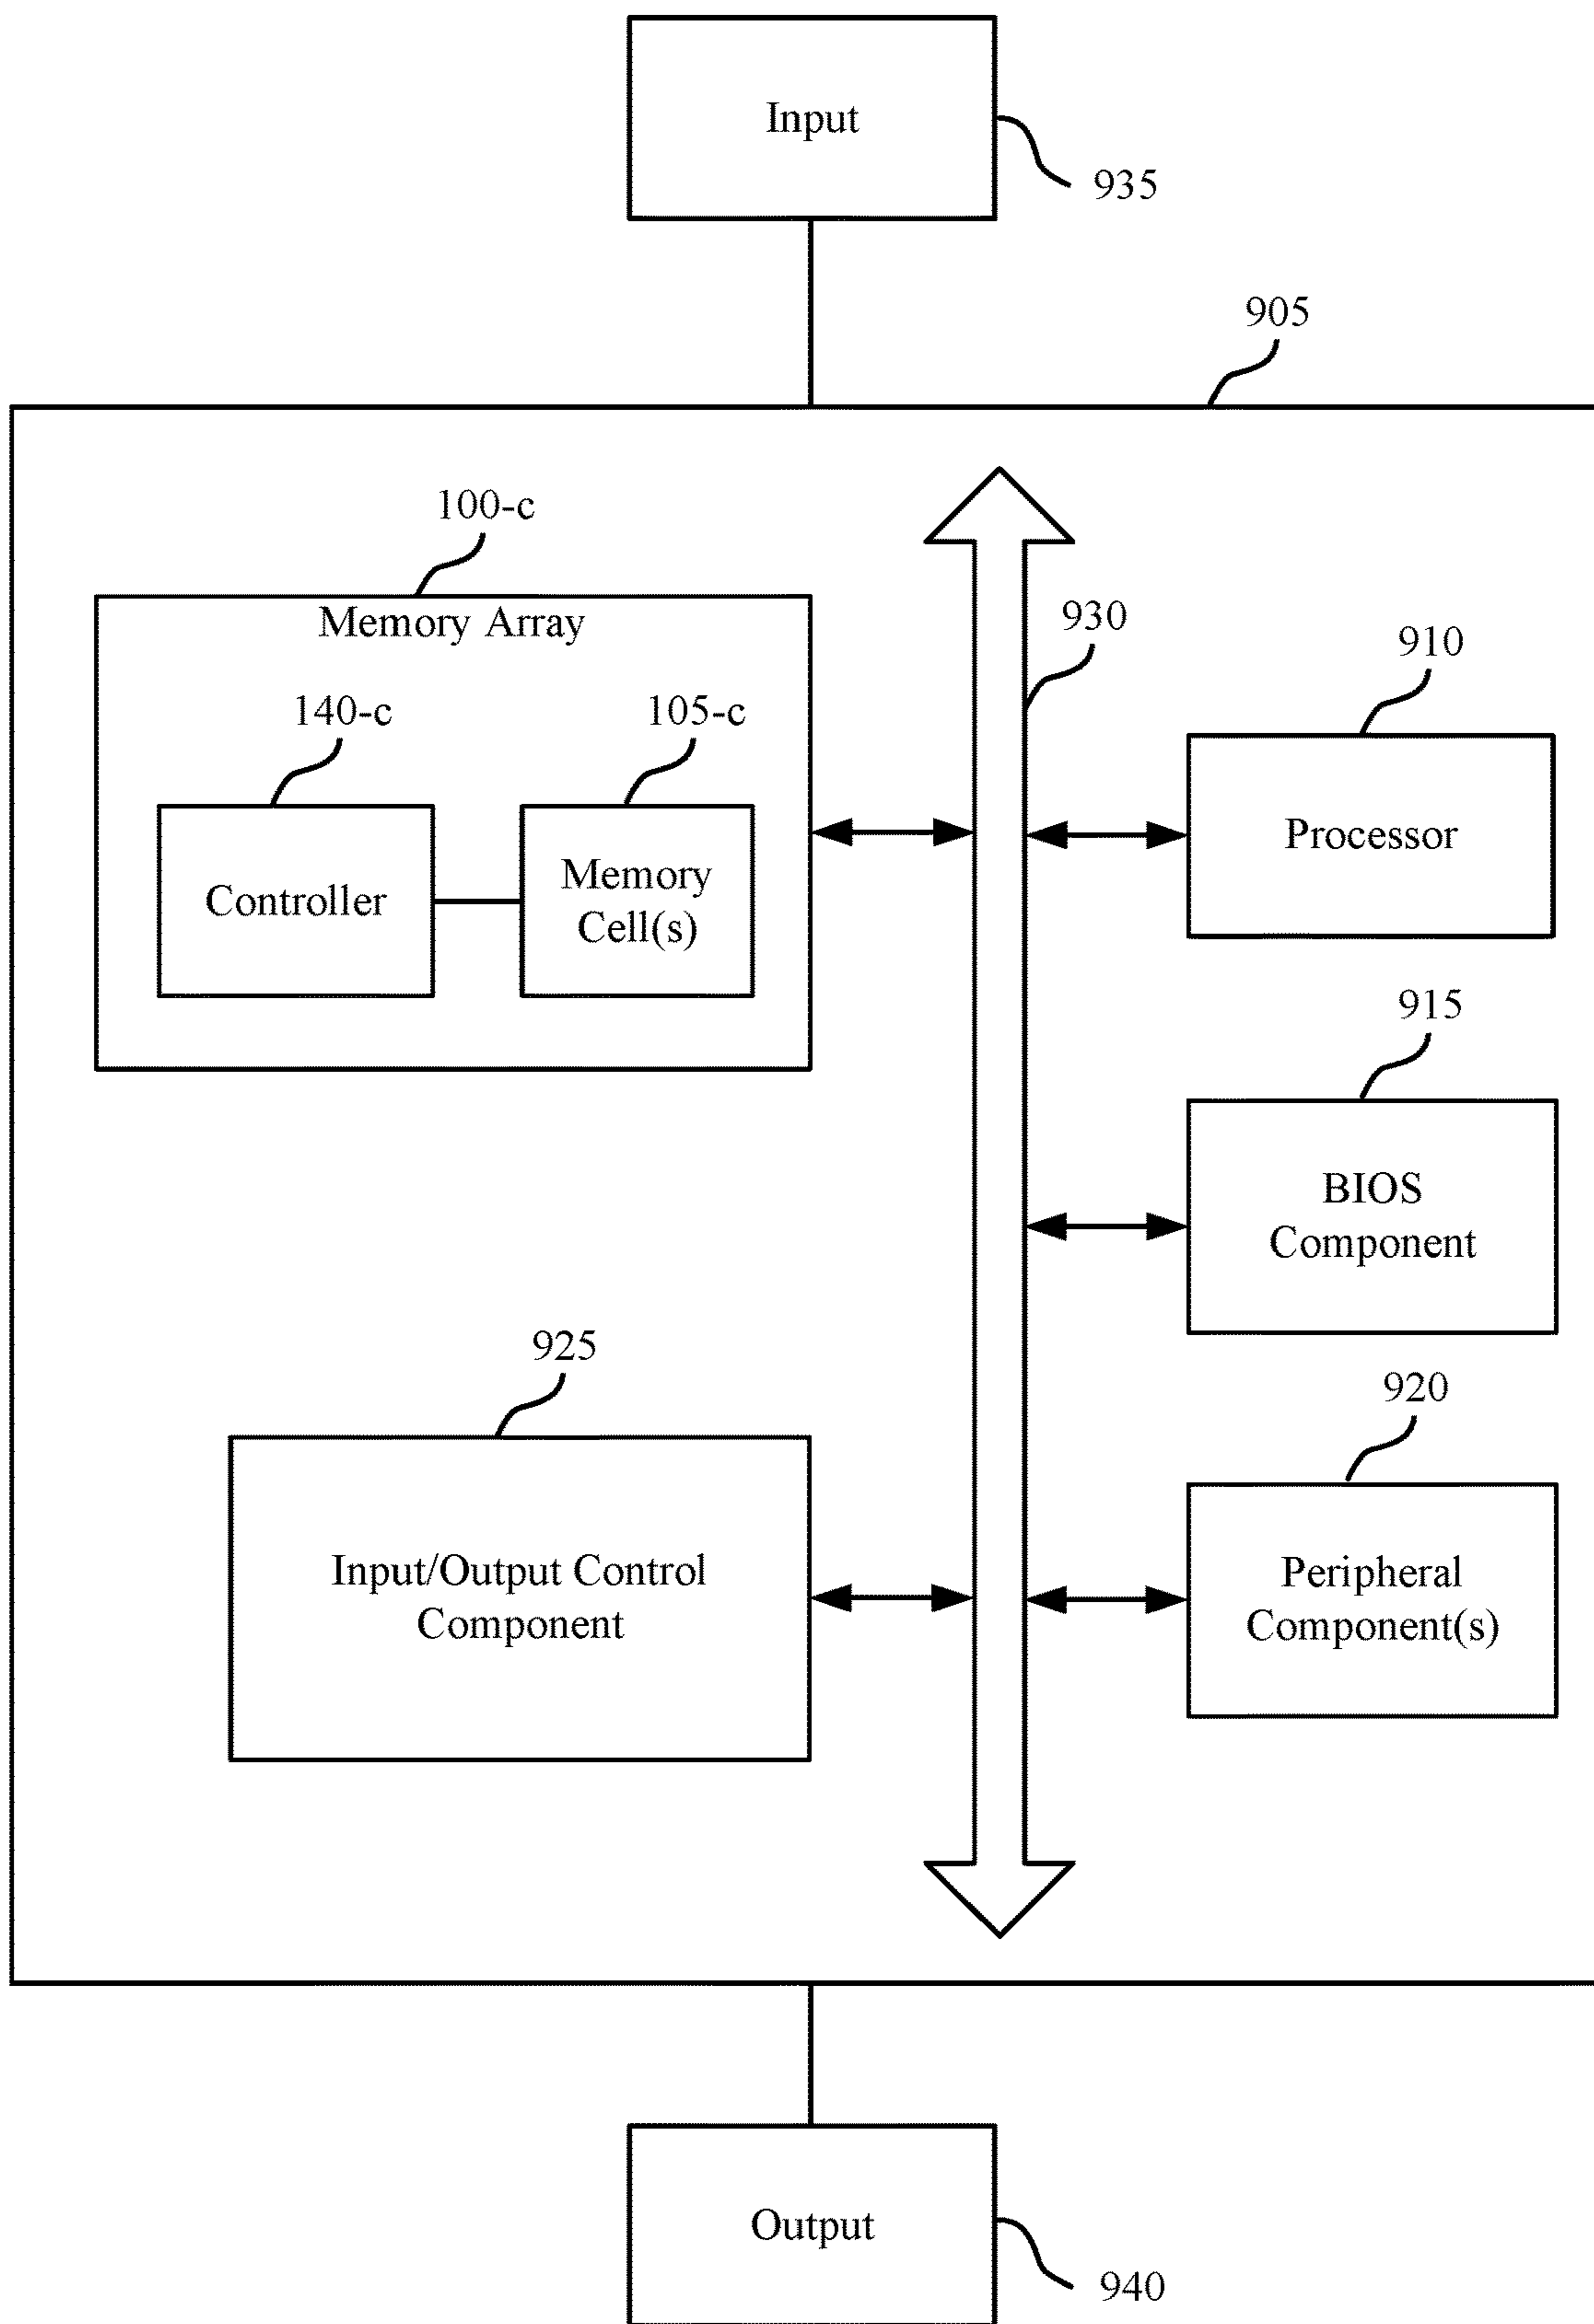 Input
935
905
100-c
Memory Array
930
910
140-c
105-c
Processor
Controller
Memory
Cell(s)
915
BIOS
Component
925
920
Input/Output Control
Component
Peripheral
Component(s)
Output
940